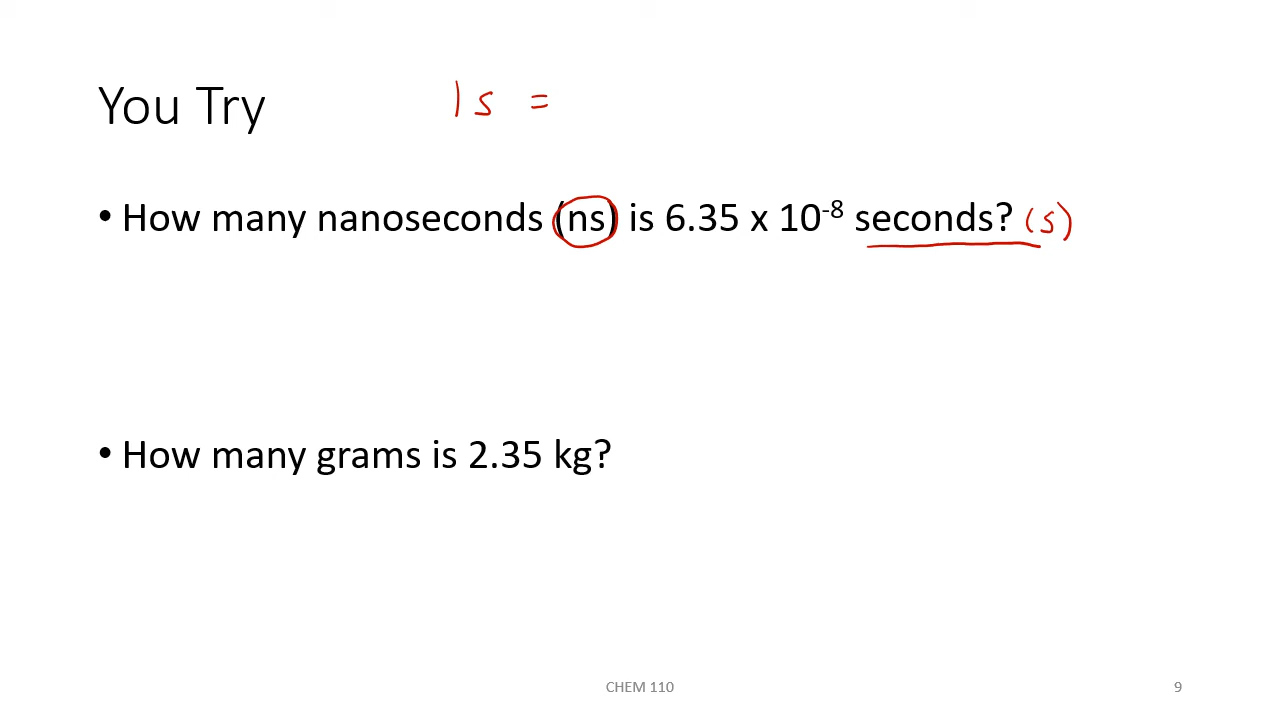 You Try 1 s =
• How many nanoseconds (ns) is 6.35 x 10⁻⁸ seconds? (s)
• How many grams is 2.35 kg?
CHEM 110 9